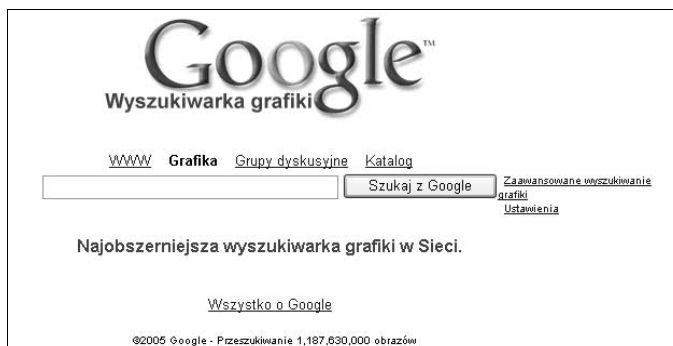 Google™
Wyszukiwarka grafiki
WWW Grafika Grupy dyskusyjne Katalog
Szukaj z Google Zaawansowane wyszukiwanie
grafiki
Ustawienia
Najobszerniejsza wyszukiwarka grafiki w Sieci.
Wszystko o Google
©2005 Google - Przeszukiwanie 1,187,630,000 obrazów